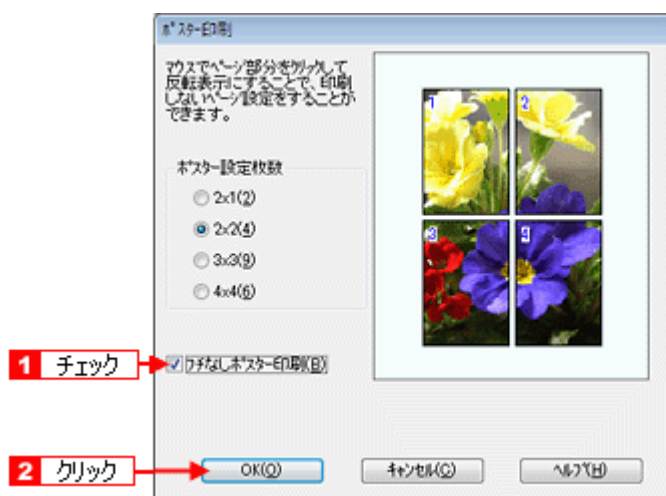 ポスター印刷
マウスでページ部分をクリックして
反転表示にすることで、印刷
しないページ設定をすることが
できます。
ポスター設定枚数
2x1(2)
2x2(4)
3x3(9)
4x4(6)
1 チェック
フチなしポスター印刷(B)
2 クリック
OK(O)
キャンセル(C)
ヘルプ(H)
1
2
3
4